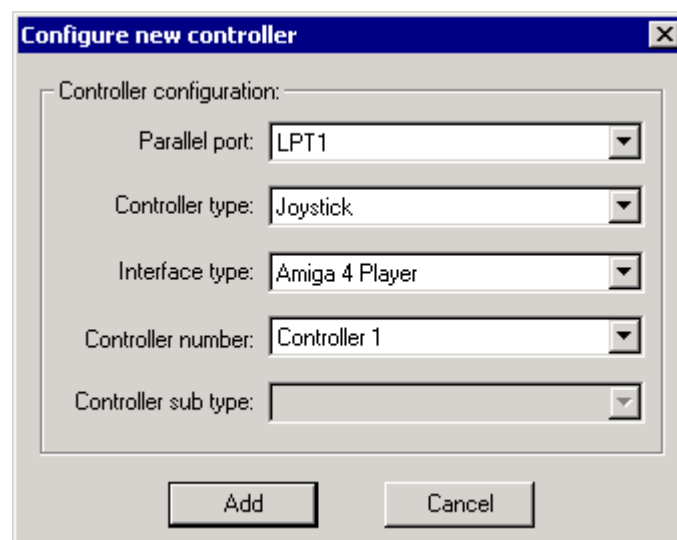 Configure new controller
Controller configuration:
Parallel port: LPT1
Controller type: Joystick
Interface type: Amiga 4 Player
Controller number: Controller 1
Controller sub type:
Add Cancel